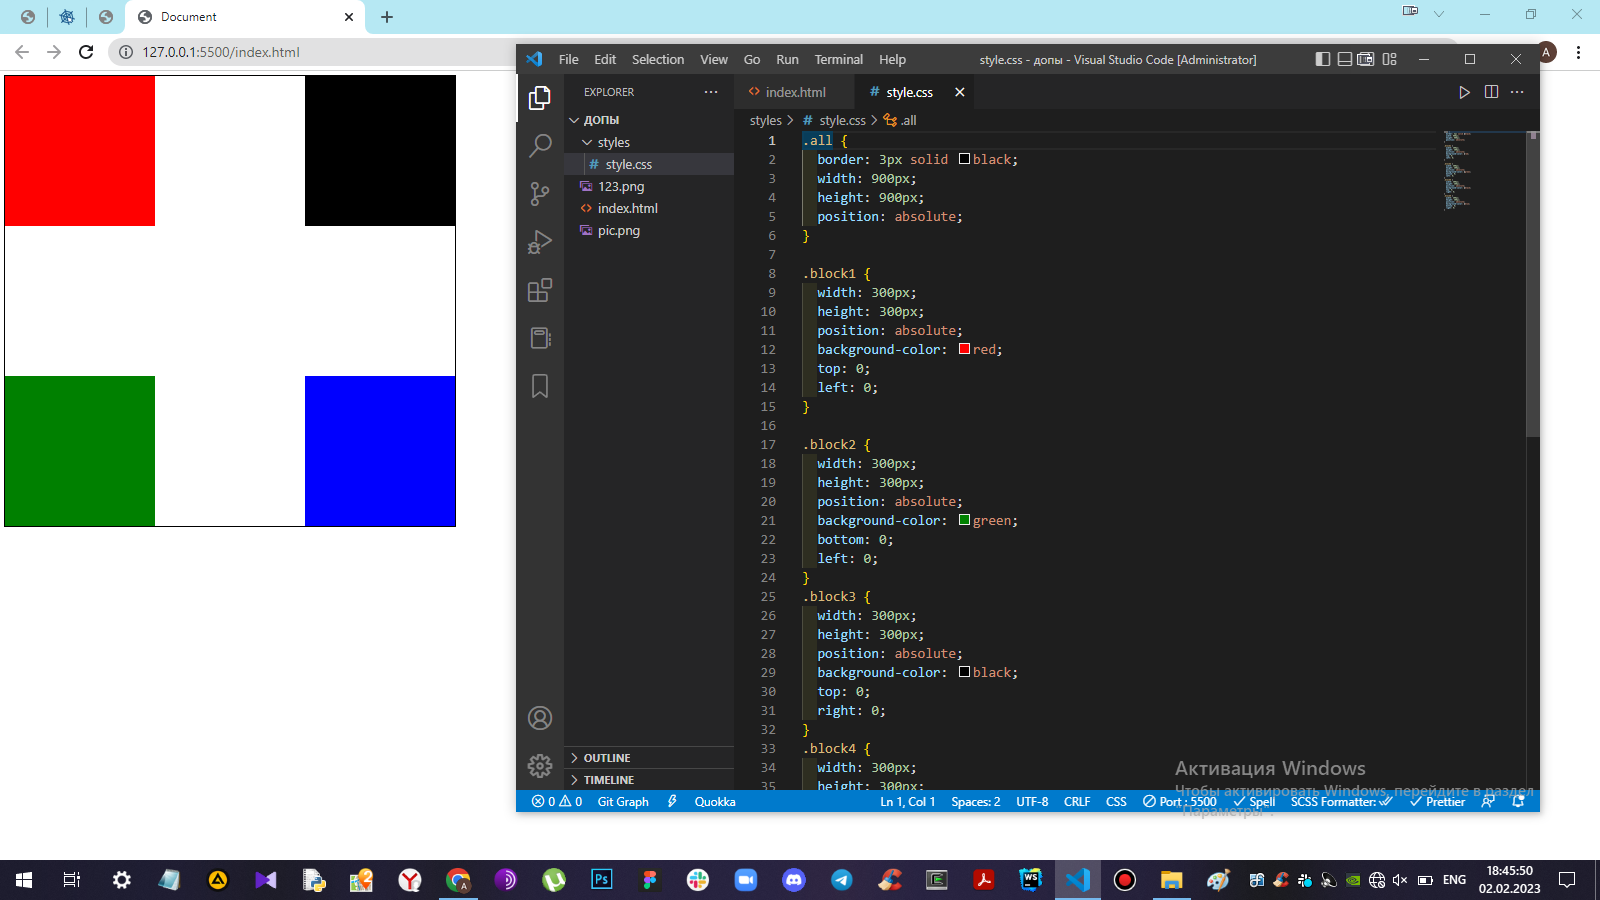 Document
127.0.0.1:5500/index.html
A
File Edit Selection View Go Run Terminal Help
style.css - допы - Visual Studio Code [Administrator]
EXPLORER
ДОПЫ
styles
# style.css
123.png
<> index.html
pic.png
OUTLINE
TIMELINE
<> index.html
# style.css
styles > # style.css > .all
1 .all {
2 border: 3px solid black;
3 width: 900px;
4 height: 900px;
5 position: absolute;
6 }
7
8 .block1 {
9 width: 300px;
10 height: 300px;
11 position: absolute;
12 background-color: red;
13 top: 0;
14 left: 0;
15 }
16
17 .block2 {
18 width: 300px;
19 height: 300px;
20 position: absolute;
21 background-color: green;
22 bottom: 0;
23 left: 0;
24 }
25 .block3 {
26 width: 300px;
27 height: 300px;
28 position: absolute;
29 background-color: black;
30 top: 0;
31 right: 0;
32 }
33 .block4 {
34 width: 300px;
35 height: 300px;
Активация Windows
Чтобы активировать Windows, перейдите в раздел
"Параметры".
0 0 Git Graph Quokka Ln 1, Col 1 Spaces: 2 UTF-8 CRLF CSS Port : 5500 Spell SCSS Formatter: Prettier
Ps
WS
ENG
18:45:50
02.02.2023